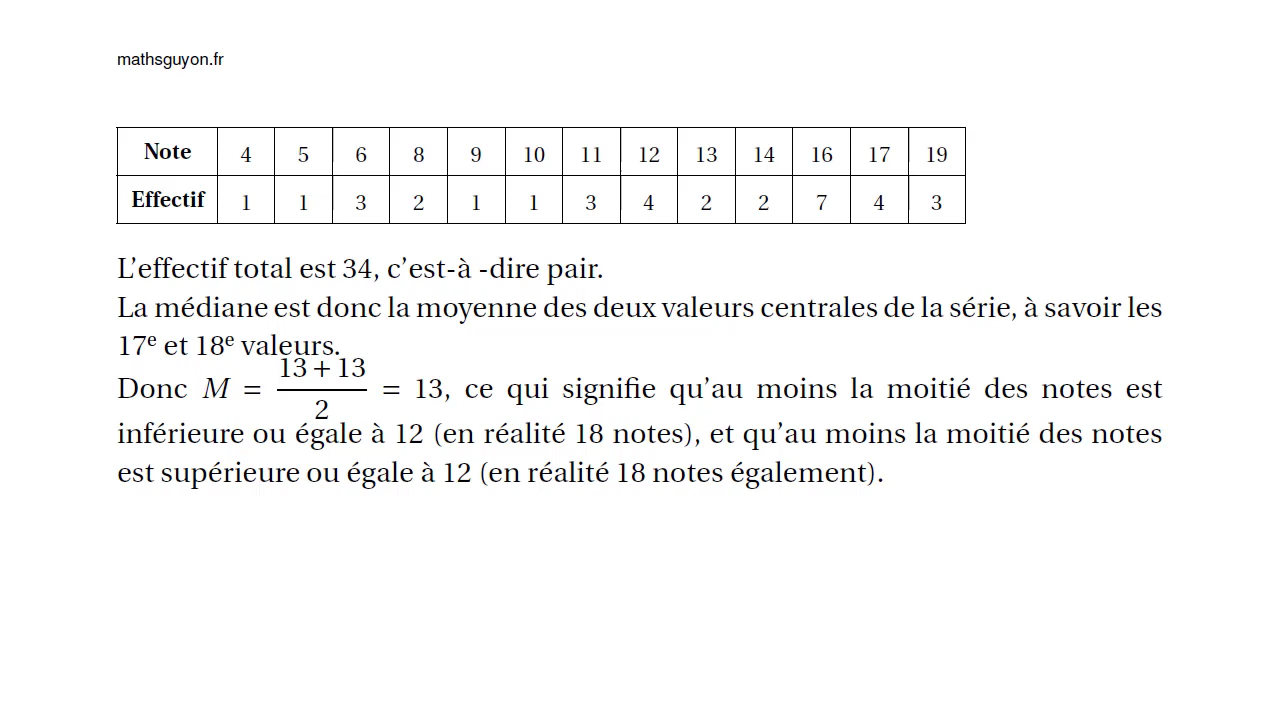 mathsguyon.fr
Note 4 5 6 8 9 10 11 12 13 14 16 17 19
Effectif 1 1 3 2 1 1 3 4 2 2 7 4 3
L’effectif total est 34, c’est-à -dire pair.
La médiane est donc la moyenne des deux valeurs centrales de la série, à savoir les
17ᵉ et 18ᵉ valeurs.
Donc M = (13 + 13)/2 = 13, ce qui signifie qu’au moins la moitié des notes est
inférieure ou égale à 12 (en réalité 18 notes), et qu’au moins la moitié des notes
est supérieure ou égale à 12 (en réalité 18 notes également).